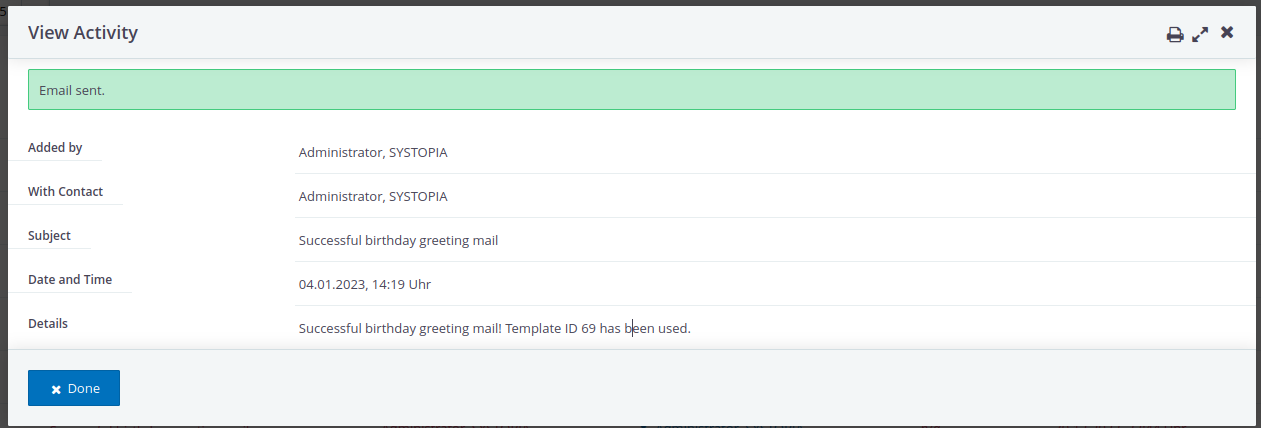 View Activity
Email sent.
Added by
Administrator, SYSTOPIA
With Contact
Administrator, SYSTOPIA
Subject
Successful birthday greeting mail
Date and Time
04.01.2023, 14:19 Uhr
Details
Successful birthday greeting mail! Template ID 69 has been used.
Done